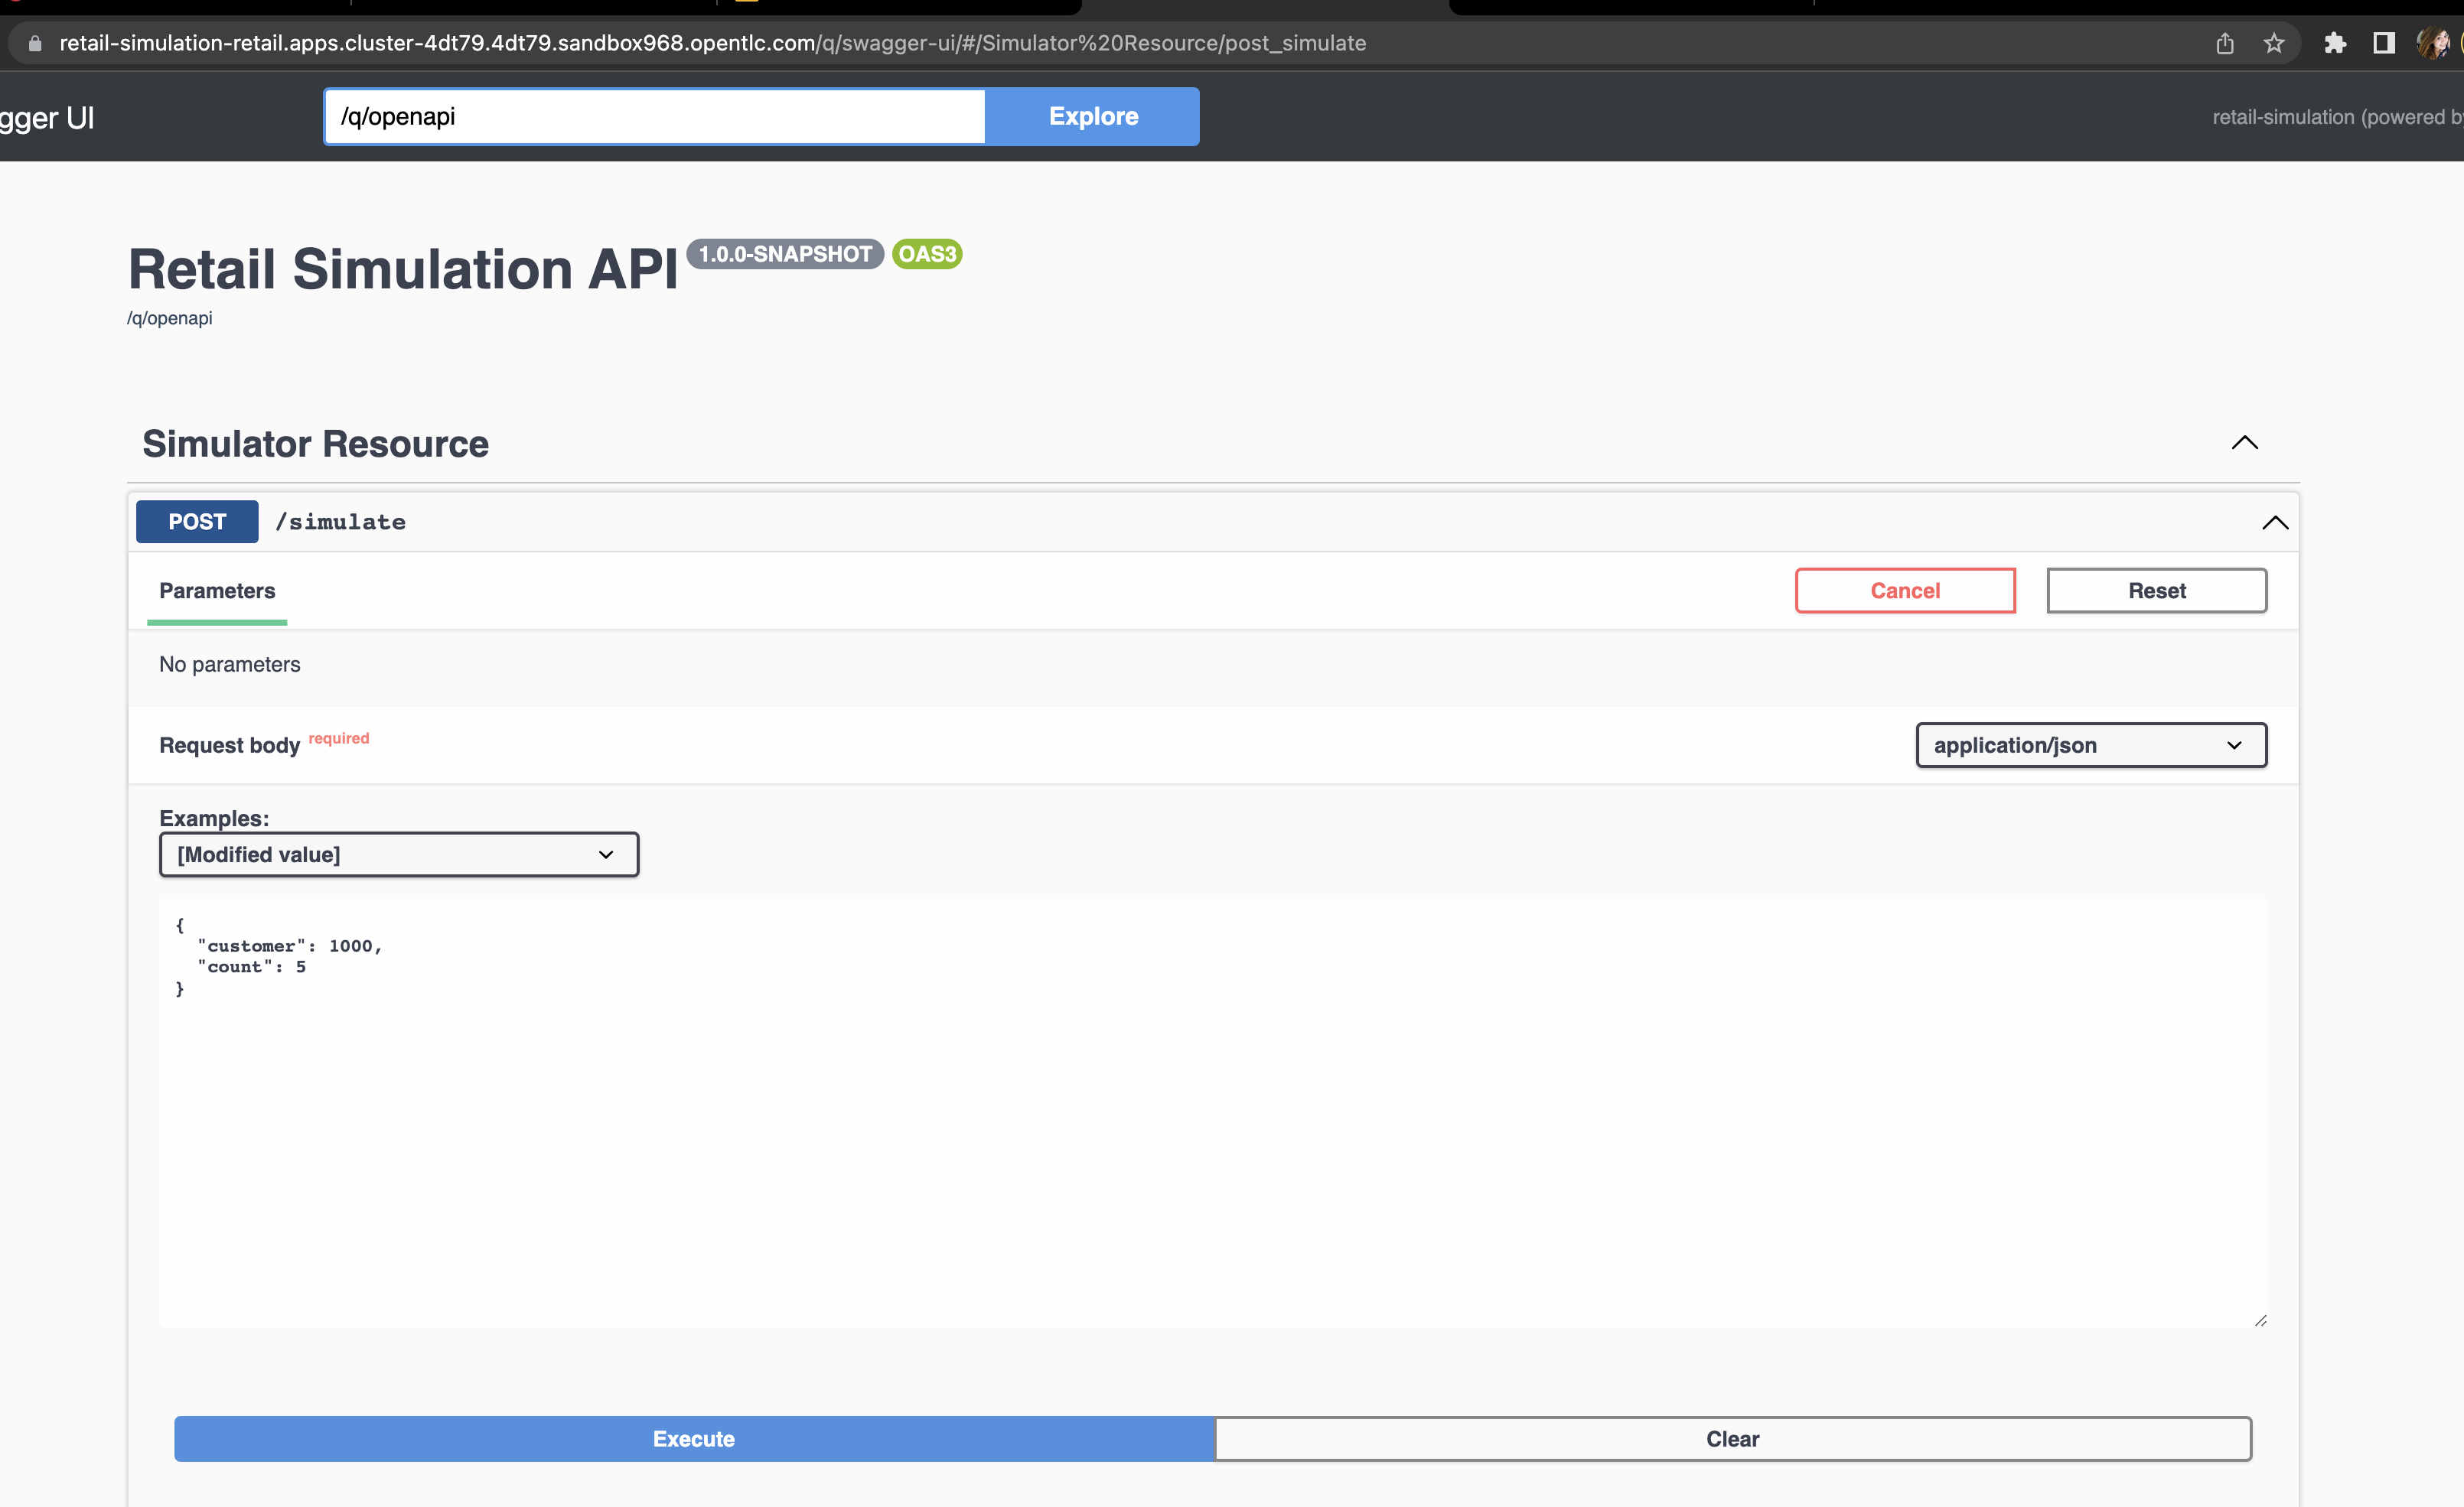 retail-simulation-retail.apps.cluster-4dt79.4dt79.sandbox968.opentlc.com/q/swagger-ui/#/Simulator%20Resource/post_simulate
gger UI
/q/openapi
Explore
retail-simulation (powered by
Retail Simulation API 1.0.0-SNAPSHOT OAS3
/q/openapi
Simulator Resource
POST /simulate
Parameters
Cancel
Reset
No parameters
Request body required
application/json
Examples:
[Modified value]
{
"customer": 1000,
"count": 5
}
Execute
Clear